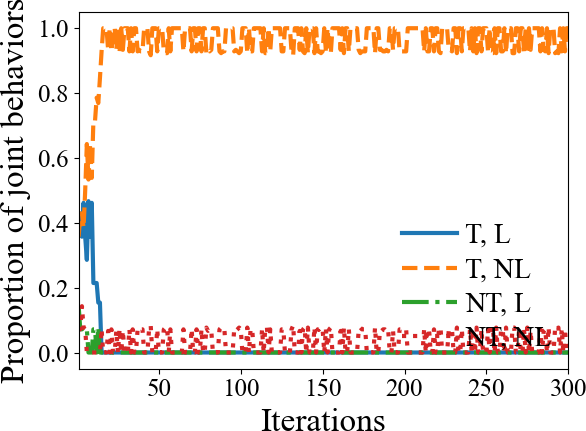 Proportion of joint behaviors
1.0
0.8
0.6
0.4
0.2
0.0
T, L
T, NL
NT, L
NT, NL
50 100 150 200 250 300
Iterations